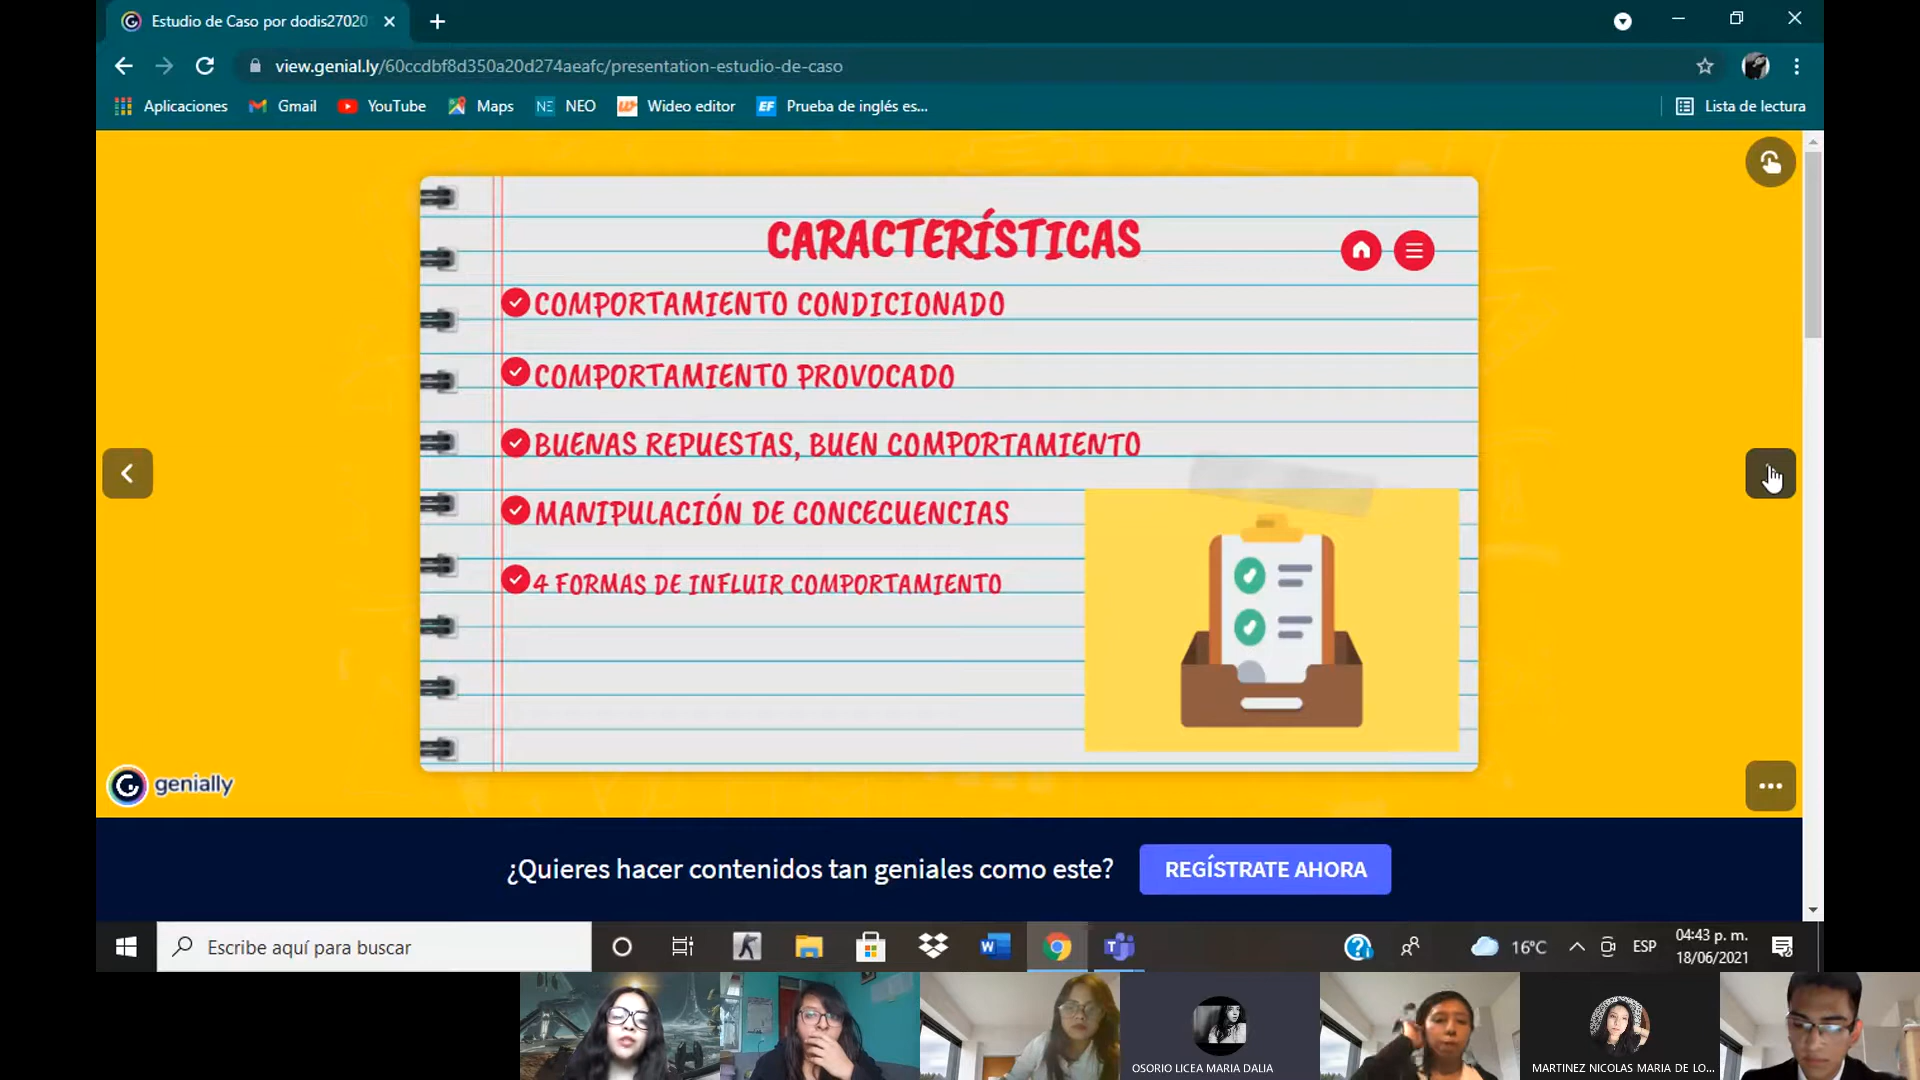 Estudio de Caso por dodis27020
view.genial.ly/60ccdbf8d350a20d274aeafc/presentation-estudio-de-caso
Aplicaciones Gmail YouTube Maps NE NEO Wideo editor EF Prueba de inglés es... Lista de lectura
CARACTERÍSTICAS
COMPORTAMIENTO CONDICIONADO
COMPORTAMIENTO PROVOCADO
BUENAS REPUESTAS, BUEN COMPORTAMIENTO
MANIPULACIÓN DE CONCECUENCIAS
4 FORMAS DE INFLUIR COMPORTAMIENTO
genially
¿Quieres hacer contenidos tan geniales como este? REGÍSTRATE AHORA
Escribe aquí para buscar
16°C ESP 04:43 p. m.
18/06/2021
OSORIO LICEA MARIA DALIA
MARTINEZ NICOLAS MARIA DE LO...